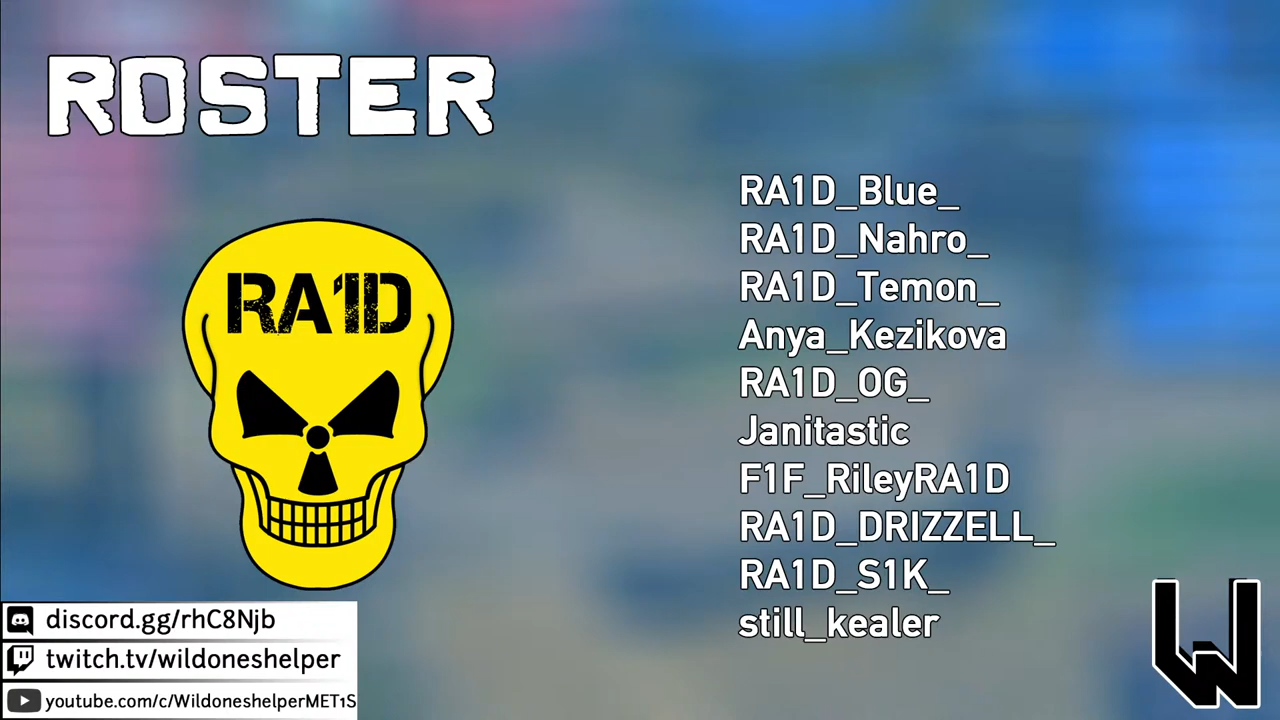 ROSTER
RA1D
RA1D_Blue_
RA1D_Nahro_
RA1D_Temon_
Anya_Kezikova
RA1D_OG_
Janitastic
F1F_RileyRA1D
RA1D_DRIZZELL_
RA1D_S1K_
still_kealer
discord.gg/rhC8Njb
twitch.tv/wildoneshelper
youtube.com/c/WildoneshelperMET1S
W